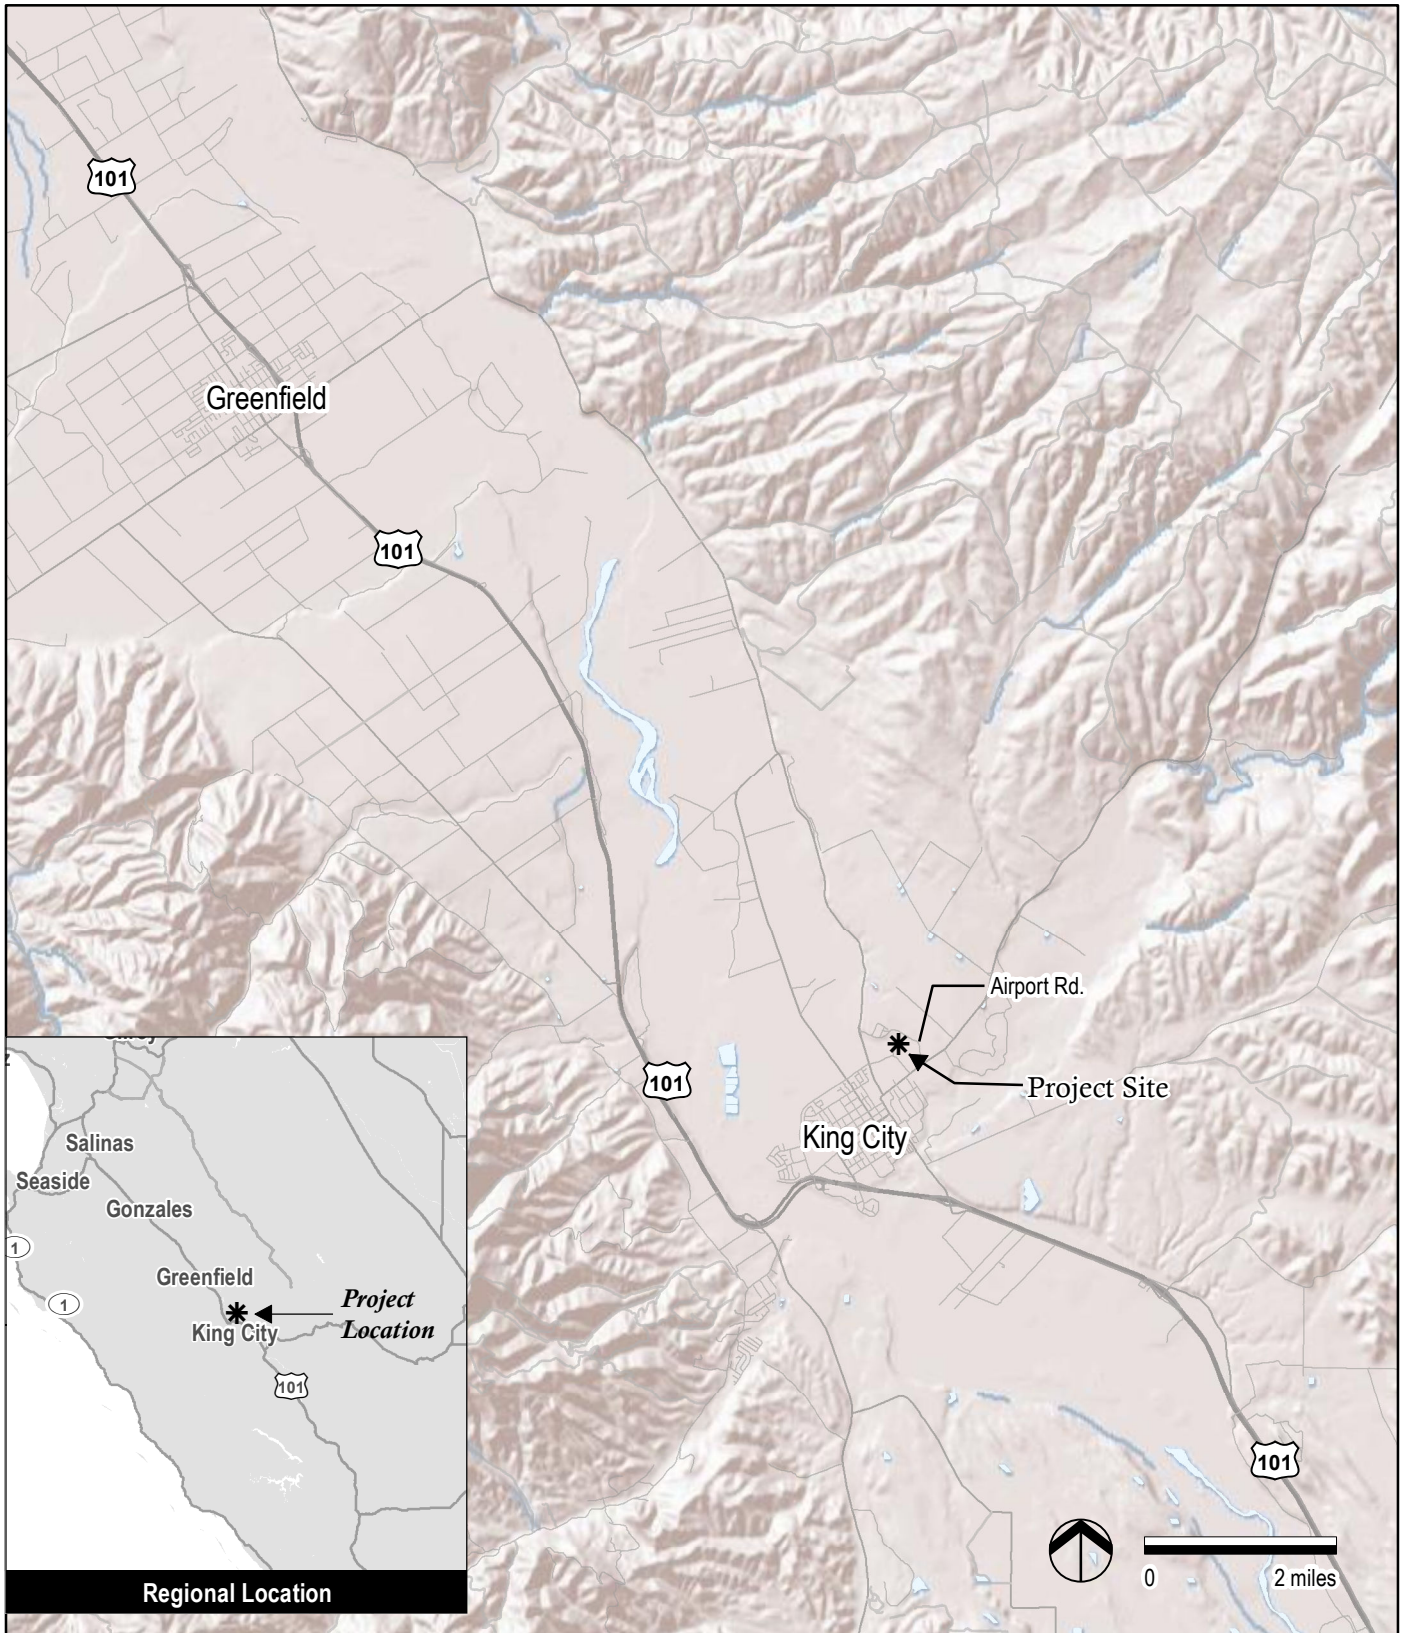 101
Greenfield
101
Airport Rd.
Project Site
101
King City
Salinas
Seaside
Gonzales
1
Greenfield
1
Project
Location
King City
101
101
0
2 miles
Regional Location